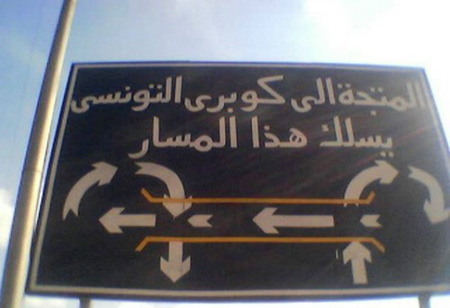 المتجة الى كوبرى التونسى
يسلك هذا المسار